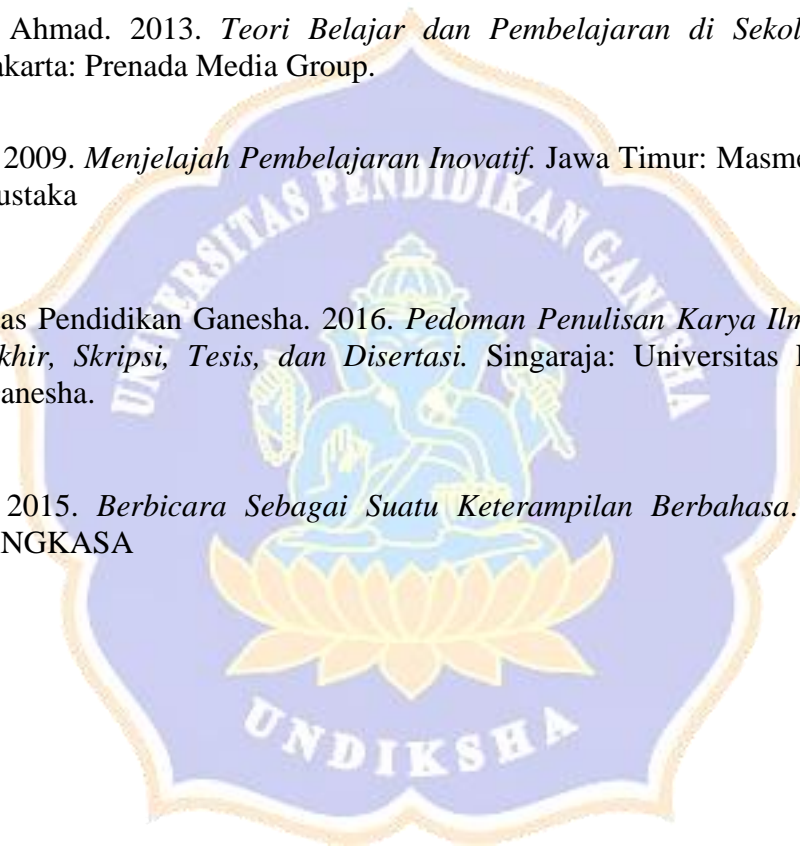 Ahmad. 2013. Teori Belajar dan Pembelajaran di Sekol
akarta: Prenada Media Group.
2009. Menjelajah Pembelajaran Inovatif. Jawa Timur: Masme
ustaka
UNIVERSITAS PENDIDIKAN GANESHA
as Pendidikan Ganesha. 2016. Pedoman Penulisan Karya Ilm
khir, Skripsi, Tesis, dan Disertasi. Singaraja: Universitas
anesha.
2015. Berbicara Sebagai Suatu Keterampilan Berbahasa.
NGKASA
UNDIKSHA